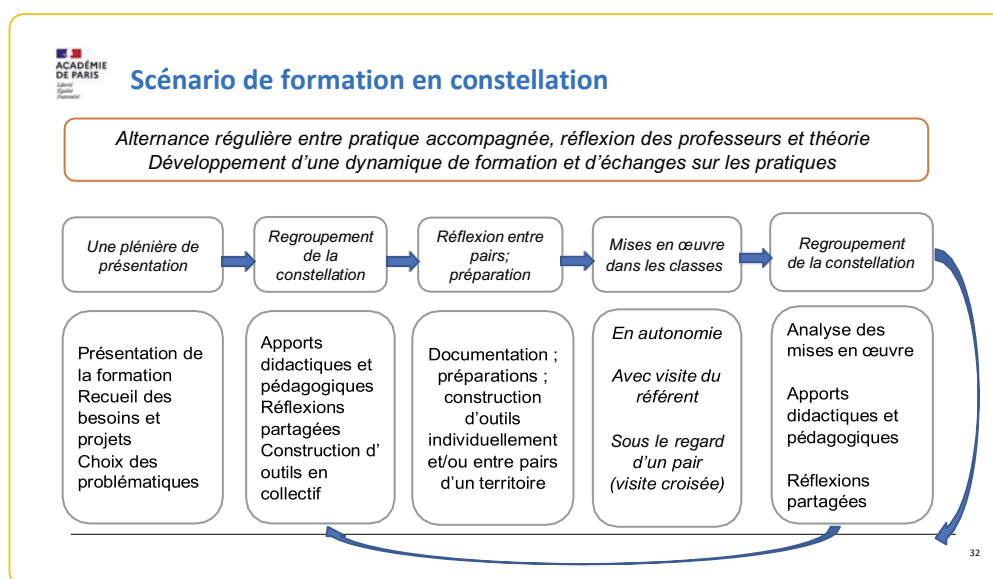 ACADÉMIE
DE PARIS
Liberté
Égalité
Fraternité
Scénario de formation en constellation
Alternance régulière entre pratique accompagnée, réflexion des professeurs et théorie
Développement d’une dynamique de formation et d’échanges sur les pratiques
Une plénière de
présentation
Regroupement
de la
constellation
Réflexion entre
pairs;
préparation
Mises en œuvre
dans les classes
Regroupement
de la constellation
Présentation de
la formation
Recueil des
besoins et
projets
Choix des
problématiques
Apports
didactiques et
pédagogiques
Réflexions
partagées
Construction d’
outils en
collectif
Documentation ;
préparations ;
construction
d’outils
individuellement
et/ou entre pairs
d’un territoire
En autonomie
Avec visite du
référent
Sous le regard
d’un pair
(visite croisée)
Analyse des
mises en œuvre
Apports
didactiques et
pédagogiques
Réflexions
partagées
32